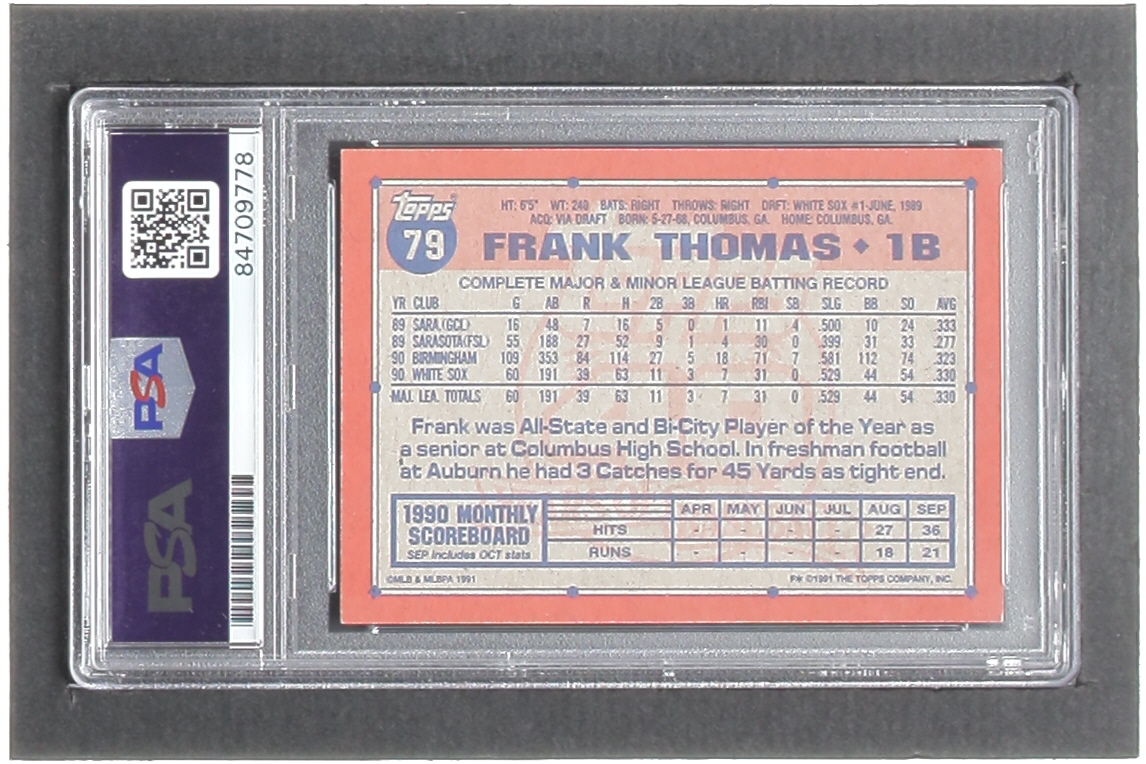 84709778
PSA
PSA
Topps
79
HT: 6'5" WT: 240 BATS: RIGHT THROWS: RIGHT DRFT: WHITE SOX #1-JUNE, 1989
ACQ: VIA DRAFT BORN: 5-27-68, COLUMBUS, GA. HOME: COLUMBUS, GA.
FRANK THOMAS ♦ 1B
COMPLETE MAJOR & MINOR LEAGUE BATTING RECORD
YR CLUB G AB R H 2B 3B HR RBI SB SLG BB SO AVG
89 SARA.(GCL) 16 48 7 16 5 0 1 11 4 .500 10 24 .333
89 SARASOTA(FSL) 55 188 27 52 9 1 4 30 0 .399 31 33 .277
90 BIRMINGHAM 109 353 84 114 27 5 18 71 7 .581 112 74 .323
90 WHITE SOX 60 191 39 63 11 3 7 31 0 .529 44 54 .330
MAJ. LEA. TOTALS 60 191 39 63 11 3 7 31 0 .529 44 54 .330
Frank was All-State and Bi-City Player of the Year as
a senior at Columbus High School. In freshman football
at Auburn he had 3 Catches for 45 Yards as tight end.
1990 MONTHLY
SCOREBOARD
SEP includes OCT stats
APR MAY JUN JUL AUG SEP
HITS - - - - 27 36
RUNS - - - - 18 21
©MLB & MLBPA 1991
F* ©1991 THE TOPPS COMPANY, INC.